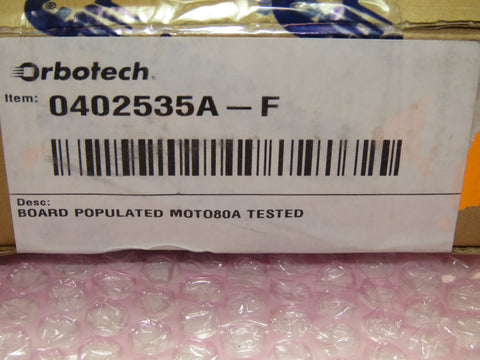 Orbotech
Item: 0402535A - F
Desc:
BOARD POPULATED MOTO80A TESTED